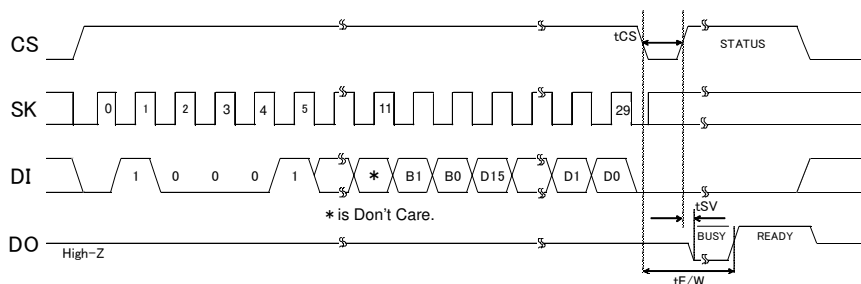 CS tCS STATUS
SK 0 1 2 3 4 5 11 29
DI 1 0 0 0 1 * B1 B0 D15 D1 D0
* is Don't Care. tSV
DO High-Z BUSY READY
tE/W